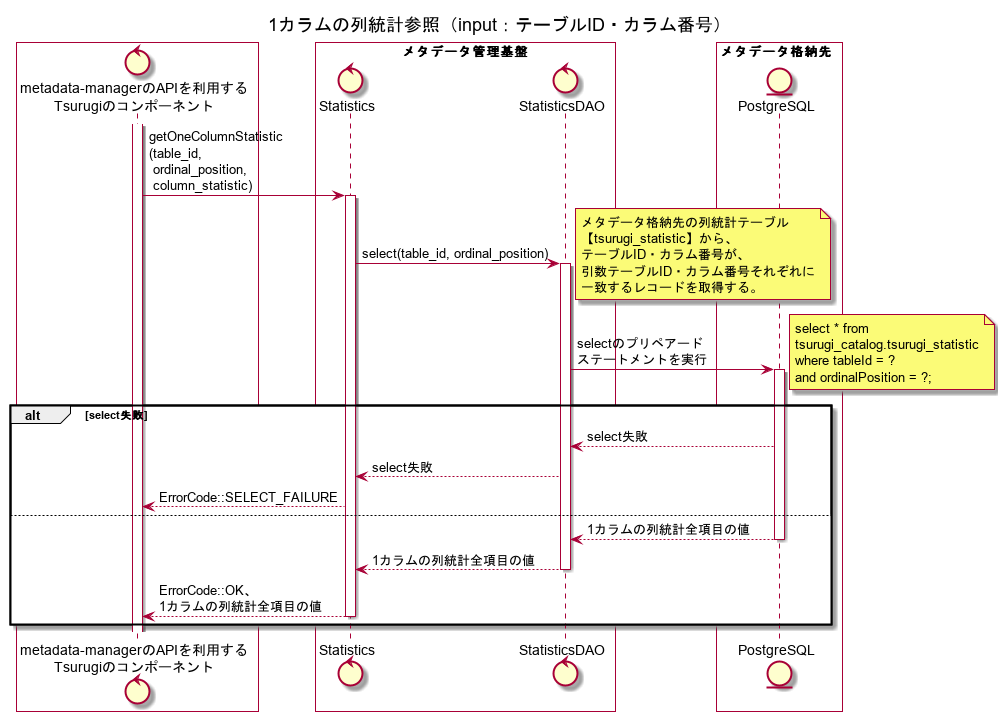 1カラムの列統計参照（input：テーブルID・カラム番号）
メタデータ管理基盤
メタデータ格納先
metadata-managerのAPIを利用する
Tsurugiのコンポーネント
Statistics
StatisticsDAO
PostgreSQL
getOneColumnStatistic
(table_id,
ordinal_position,
column_statistic)
メタデータ格納先の列統計テーブル
【tsurugi_statistic】から、
テーブルID・カラム番号が、
引数テーブルID・カラム番号それぞれに
一致するレコードを取得する。
select(table_id, ordinal_position)
select * from
tsurugi_catalog.tsurugi_statistic
where tableId = ?
and ordinalPosition = ?;
selectのプリペアード
ステートメントを実行
alt
[select失敗]
select失敗
select失敗
ErrorCode::SELECT_FAILURE
1カラムの列統計全項目の値
1カラムの列統計全項目の値
ErrorCode::OK、
1カラムの列統計全項目の値
metadata-managerのAPIを利用する
Tsurugiのコンポーネント
Statistics
StatisticsDAO
PostgreSQL